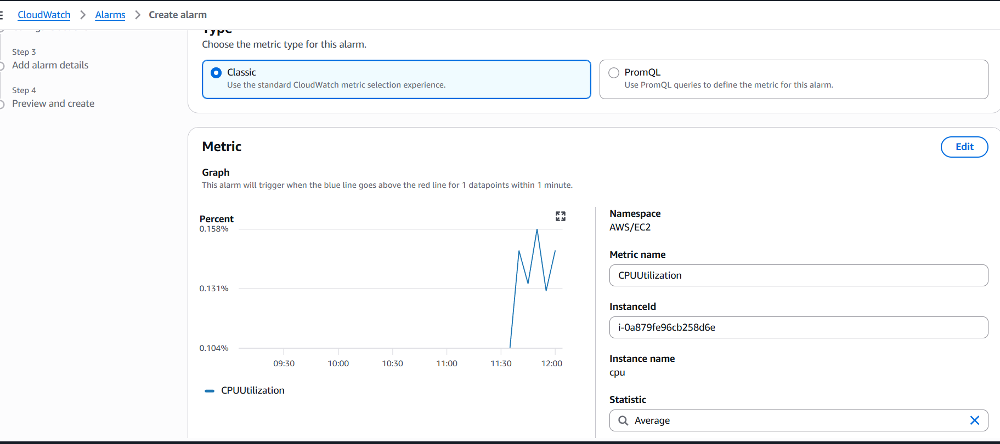 CloudWatch > Alarms > Create alarm
Step 3
Add alarm details
Step 4
Preview and create
Type
Choose the metric type for this alarm.
Classic
Use the standard CloudWatch metric selection experience.
PromQL
Use PromQL queries to define the metric for this alarm.
Metric
Edit
Graph
This alarm will trigger when the blue line goes above the red line for 1 datapoints within 1 minute.
Percent
0.158%
0.131%
0.104%
09:30 10:00 10:30 11:00 11:30 12:00
CPUUtilization
Namespace
AWS/EC2
Metric name
CPUUtilization
InstanceId
i-0a879fe96cb258d6e
Instance name
cpu
Statistic
Average